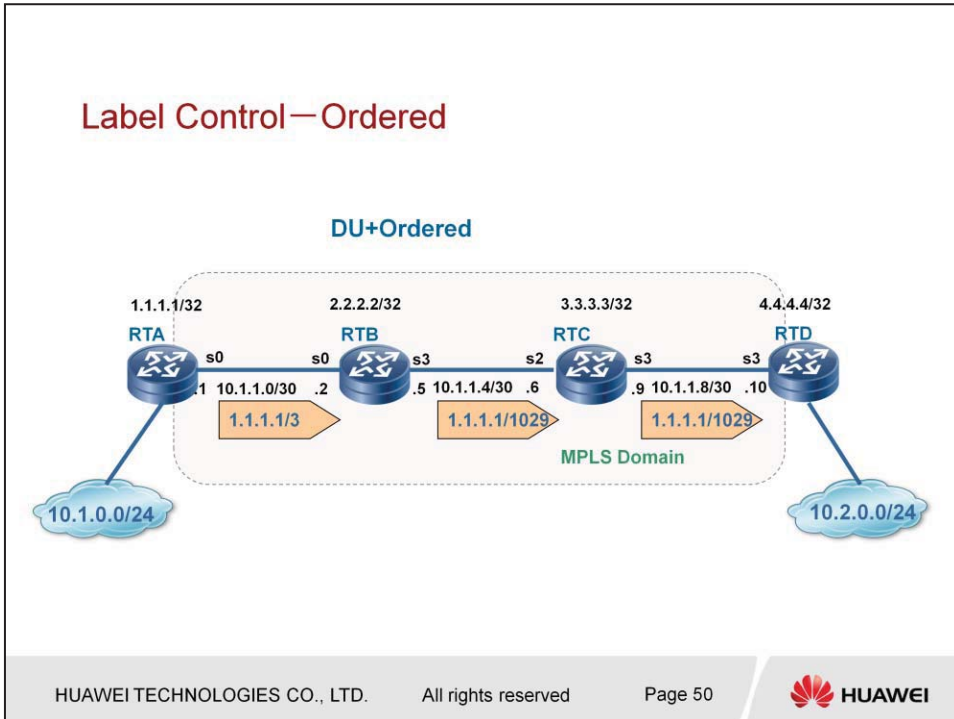 Label Control—Ordered
DU+Ordered
1.1.1.1/32 2.2.2.2/32 3.3.3.3/32 4.4.4.4/32
RTA RTB RTC RTD
s0 s0 s3 s2 s3 s3
.1 10.1.1.0/30 .2 .5 10.1.1.4/30 .6 .9 10.1.1.8/30 .10
1.1.1.1/3 1.1.1.1/1029 1.1.1.1/1029
MPLS Domain
10.1.0.0/24 10.2.0.0/24
HUAWEI TECHNOLOGIES CO., LTD. All rights reserved Page 50 HUAWEI